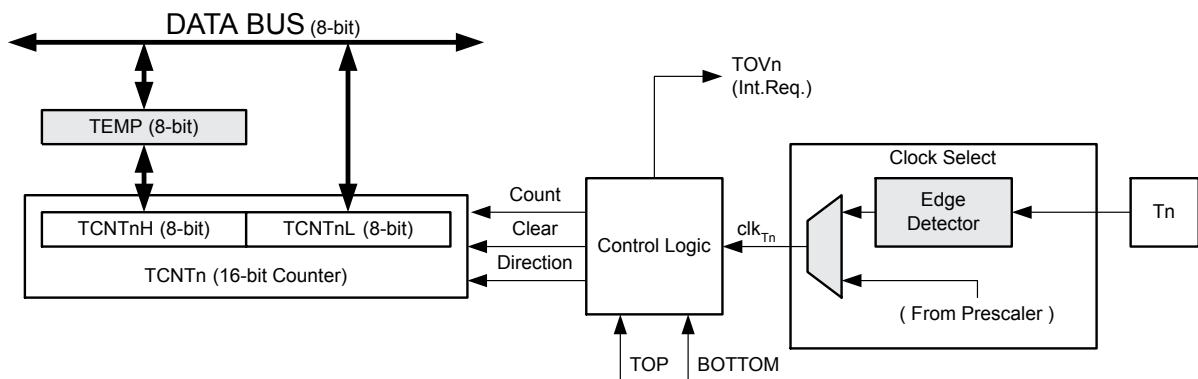 DATA BUS (8-bit)
TOVn
(Int.Req.)
TEMP (8-bit)
Clock Select
Count
Edge
Detector
Tn
TCNTnH (8-bit)
TCNTnL (8-bit)
Clear
Control Logic
clkTn
TCNTn (16-bit Counter)
Direction
( From Prescaler )
TOP
BOTTOM